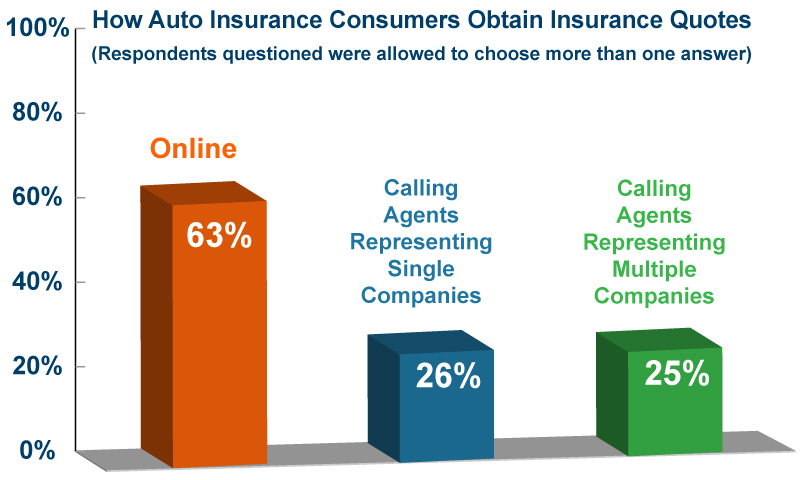 How Auto Insurance Consumers Obtain Insurance Quotes
(Respondents questioned were allowed to choose more than one answer)
100%
80%
60%
40%
20%
0%
Online
63%
Calling
Agents
Representing
Single
Companies
26%
Calling
Agents
Representing
Multiple
Companies
25%